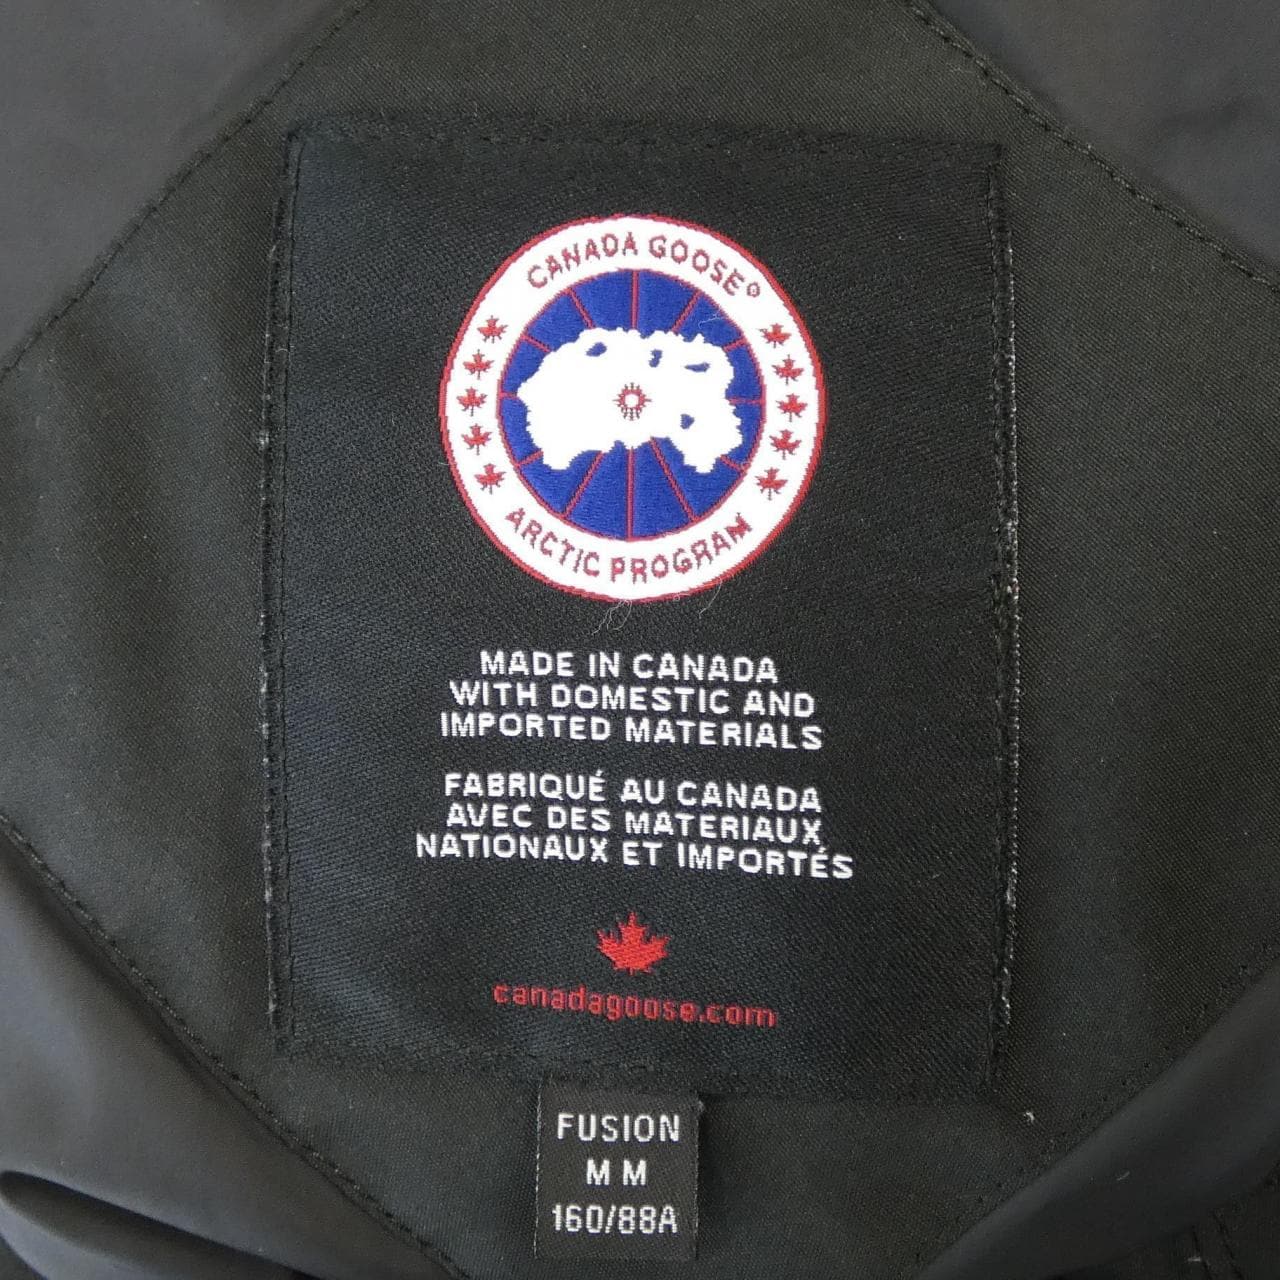 CANADA GOOSE®
ARCTIC PROGRAM
MADE IN CANADA
WITH DOMESTIC AND
IMPORTED MATERIALS
FABRIQUÉ AU CANADA
AVEC DES MATERIAUX
NATIONAUX ET IMPORTÉS
canadagoose.com
FUSION
M M
160/88A